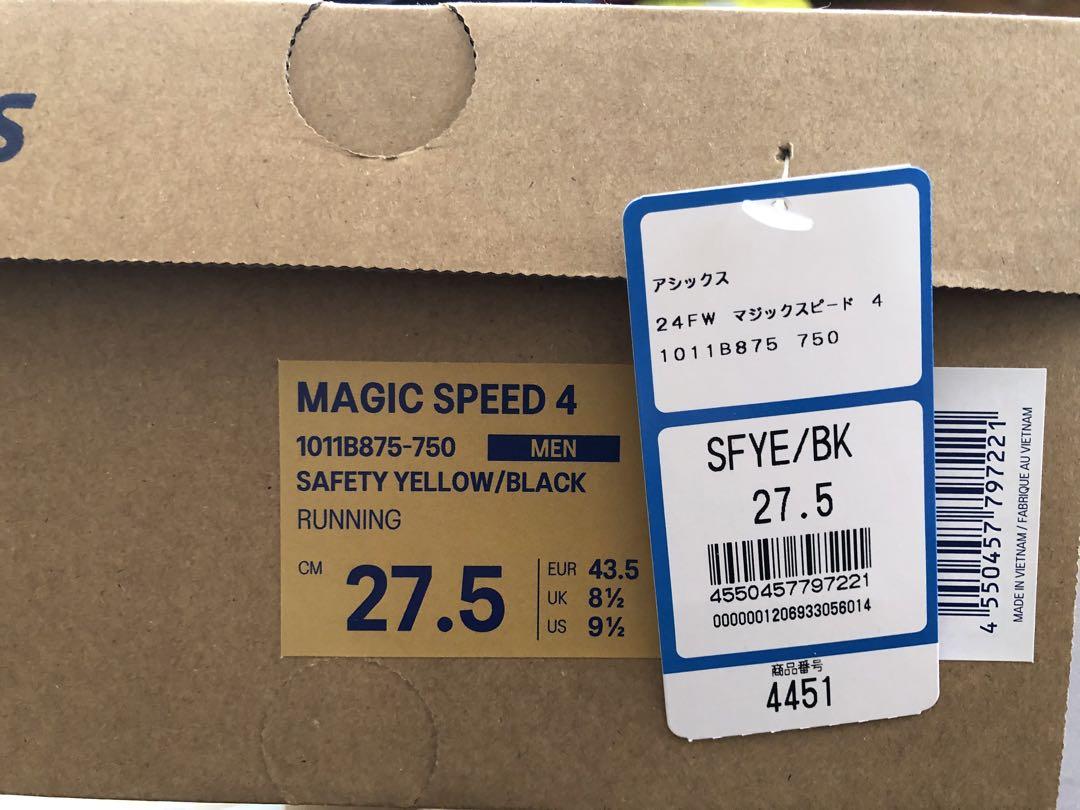 s
MAGIC SPEED 4
1011B875-750 MEN
SAFETY YELLOW/BLACK
RUNNING
CM 27.5
EUR 43.5
UK 8½
US 9½
アシックス
24FW マジックスピード 4
1011B875 750
SFYE/BK
27.5
4550457797221
0000001206933056014
商品番号
4451
4 550457 797221
MADE IN VIETNAM / FABRIQUE AU VIETNAM